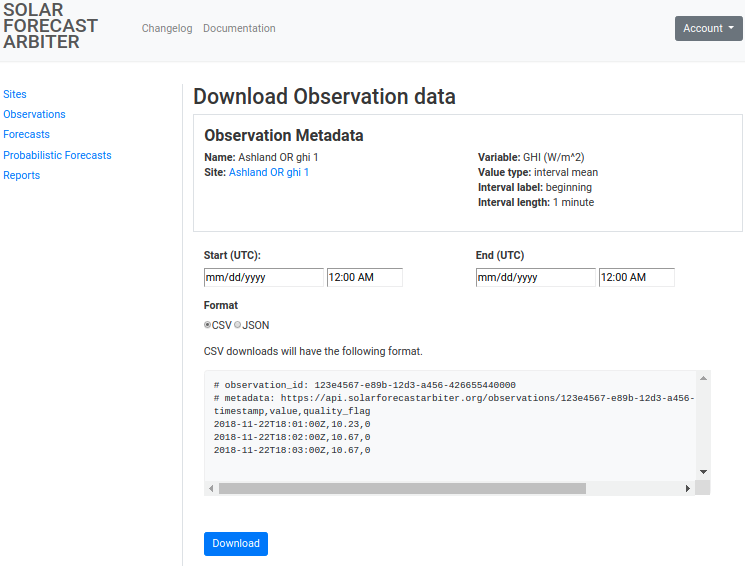 SOLAR
FORECAST
ARBITER
Changelog Documentation
Account
Sites
Observations
Forecasts
Probabilistic Forecasts
Reports
Download Observation data
Observation Metadata
Name: Ashland OR ghi 1
Site: Ashland OR ghi 1
Variable: GHI (W/m^2)
Value type: interval mean
Interval label: beginning
Interval length: 1 minute
Start (UTC):
mm/dd/yyyy 12:00 AM
End (UTC)
mm/dd/yyyy 12:00 AM
Format
CSV JSON
CSV downloads will have the following format.
# observation_id: 123e4567-e89b-12d3-a456-426655440000
# metadata: https://api.solarforecastarbiter.org/observations/123e4567-e89b-12d3-a456-
timestamp,value,quality_flag
2018-11-22T18:01:00Z,10.23,0
2018-11-22T18:02:00Z,10.67,0
2018-11-22T18:03:00Z,10.67,0
Download